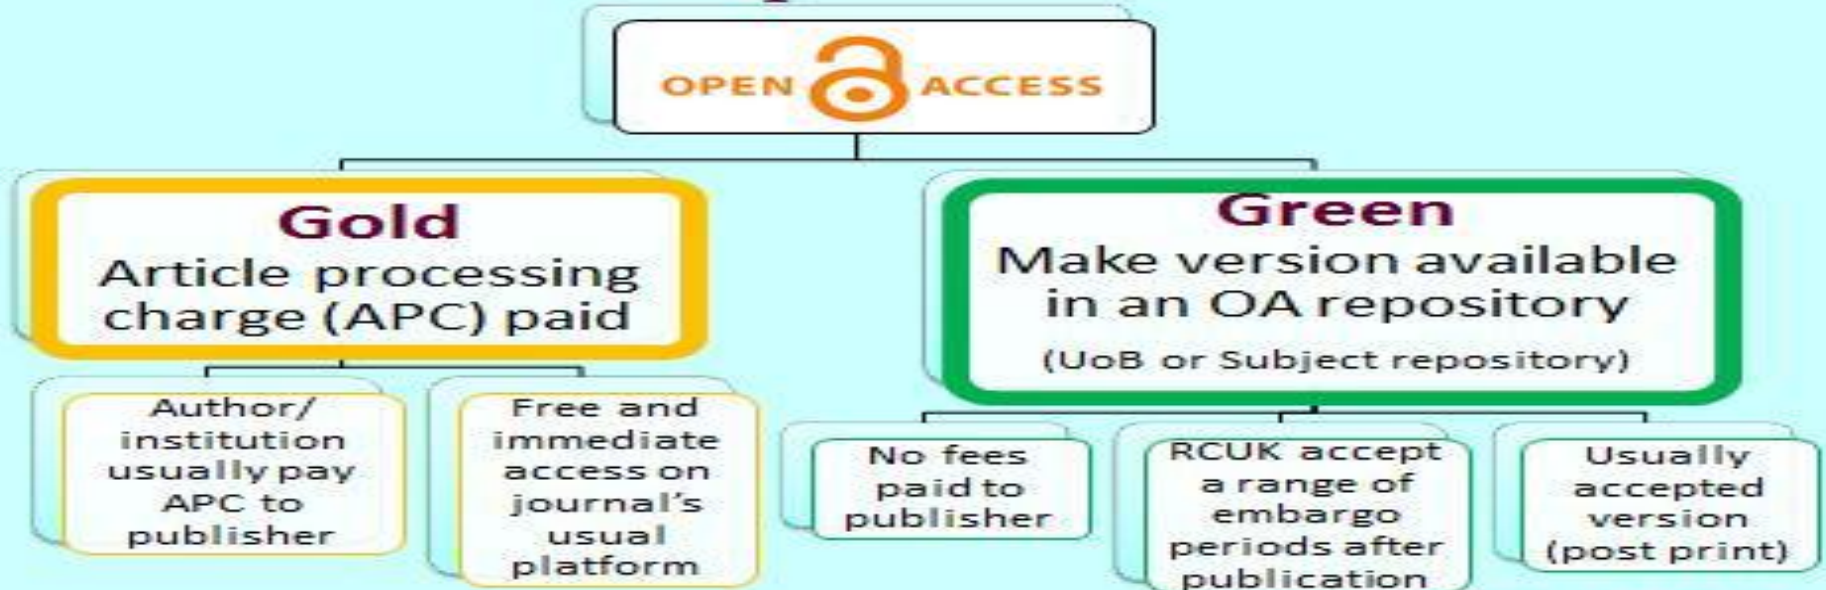 OPEN ACCESS
Gold
Article processing
charge (APC) paid
Green
Make version available
in an OA repository
(UoB or Subject repository)
Author/
institution
usually pay
APC to
publisher
Free and
immediate
access on
journal's
usual
platform
No fees
paid to
publisher
RCUK accept
a range of
embargo
periods after
publication
Usually
accepted
version
(post print)